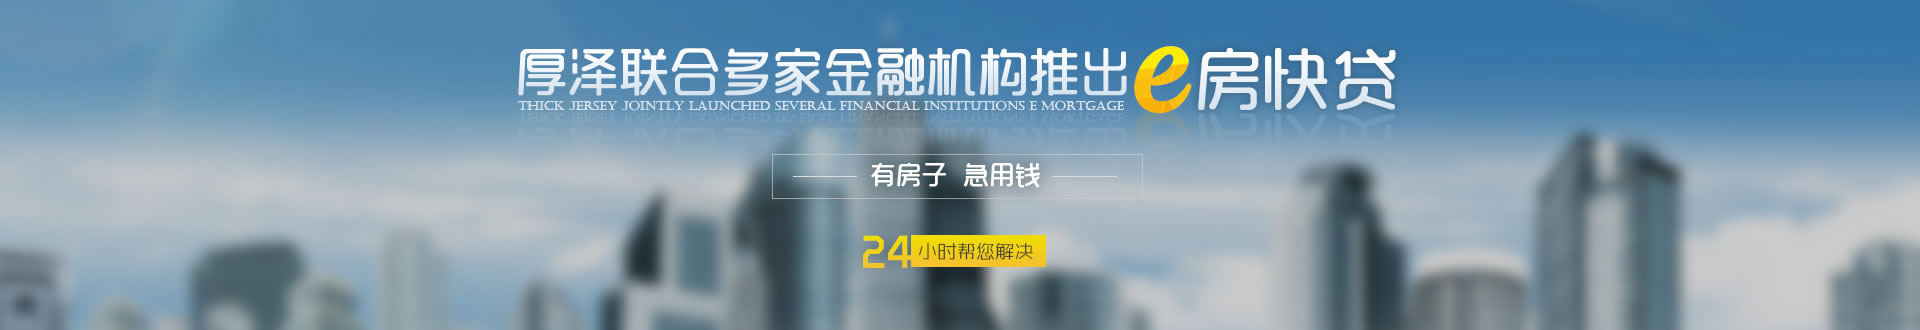 厚泽联合多家金融机构推出e房快贷
THICK JERSEY JOINTLY LAUNCHED SEVERAL FINANCIAL INSTITUTIONS E MORTGAGE
有房子 急用钱
24小时帮您解决